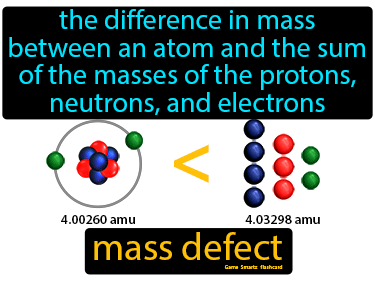 the difference in mass
between an atom and the sum
of the masses of the protons,
neutrons, and electrons
<
4.00260 amu
4.03298 amu
mass defect
Game Smartz flashcard